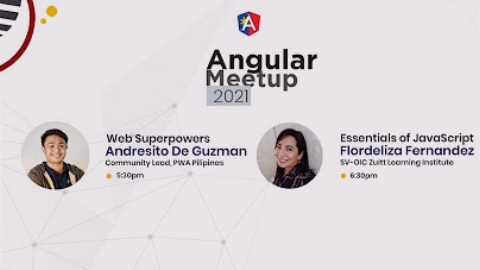 A
Angular
Meetup
2021
Web Superpowers
Andresito De Guzman
Community Lead, PWA Pilipinas
5:30pm
Essentials of JavaScript
Flordeliza Fernandez
SV-OIC Zuitt Learning Institute
6:30pm